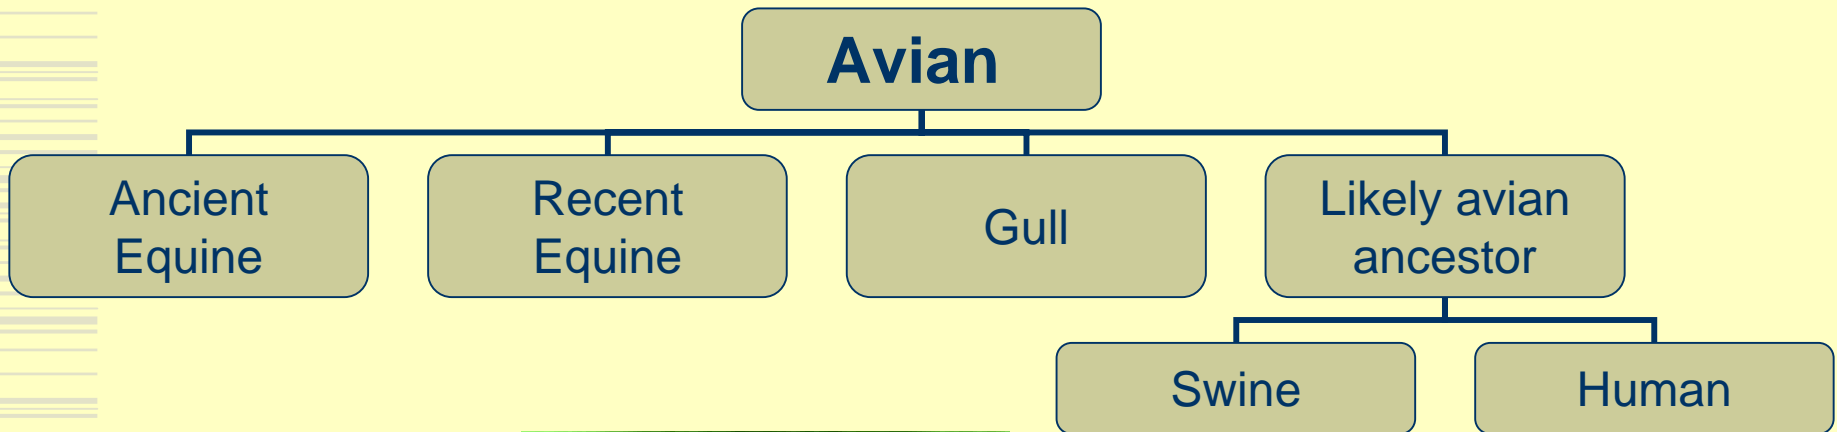 Avian
Ancient
Equine
Recent
Equine
Gull
Likely avian
ancestor
Swine
Human